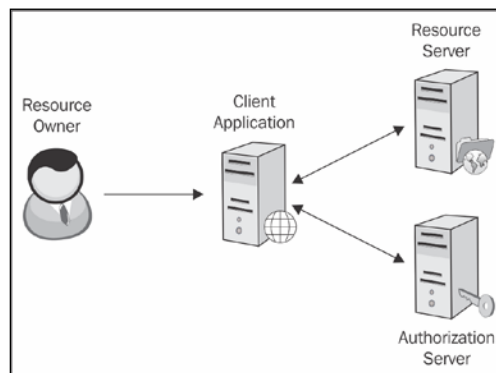 Resource
Owner
Client
Application
Resource
Server
Authorization
Server